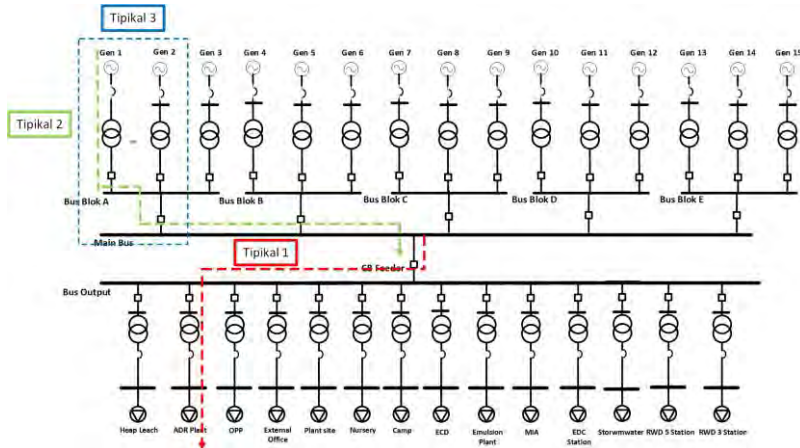 Tipikal 3
Gen 1 Gen 2 Gen 3 Gen 4 Gen 5 Gen 6 Gen 7 Gen 8 Gen 9 Gen 10 Gen 11 Gen 12 Gen 13 Gen 14 Gen 15
Tipikal 2
Bus Blok A Bus Blok B Bus Blok C Bus Blok D Bus Blok E
Main Bus
Tipikal 1
CB Feeder
Bus Output
Heap Leach ADR Plant OPP External Office Plant site Nursery Camp ECD Emulsion Plant MIA EDC Station Storwmwater RWD 5 Station RWD 3 Station